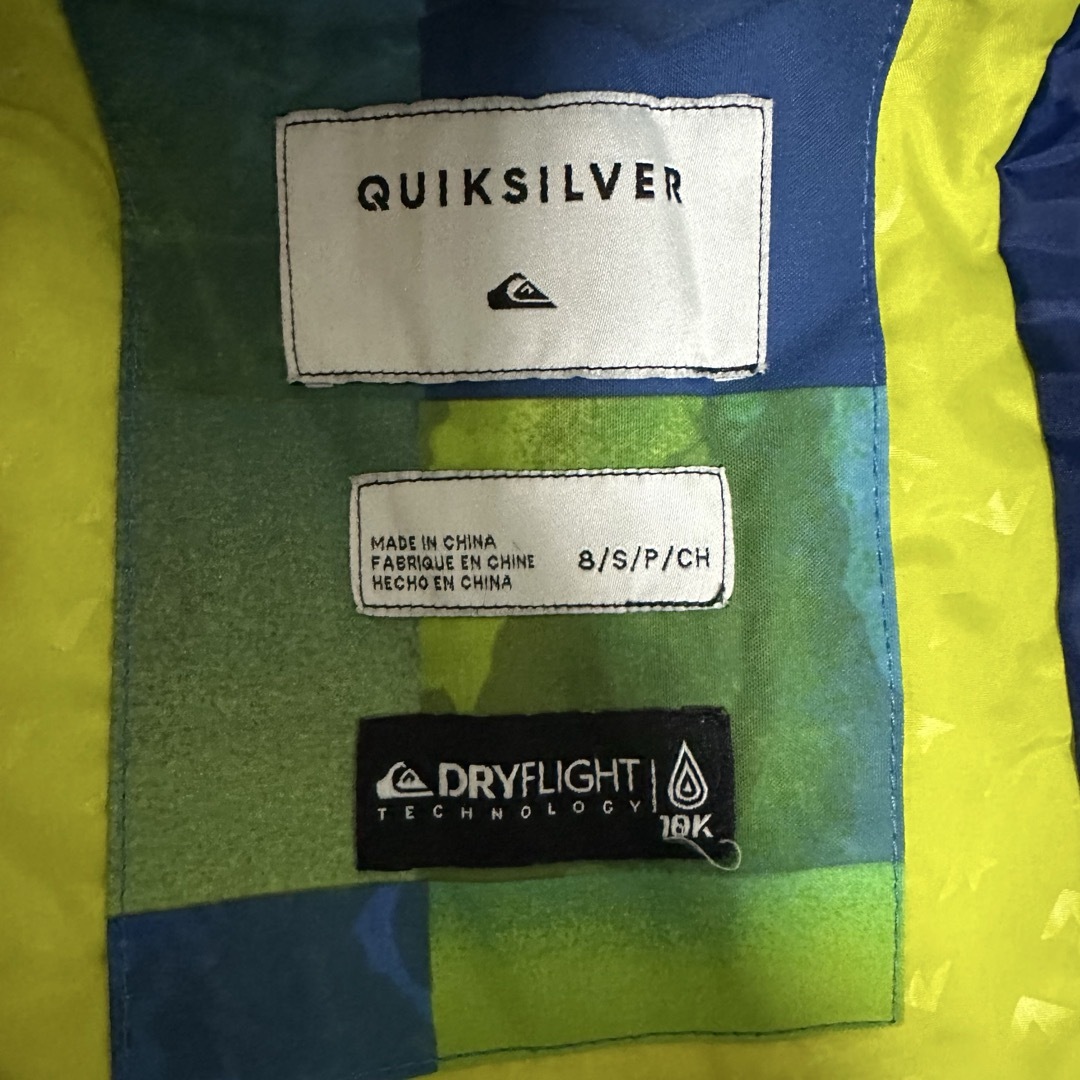 QUIKSILVER
MADE IN CHINA
FABRIQUE EN CHINE
HECHO EN CHINA
8/S/P/CH
DRYFLIGHT
TECHNOLOGY
10K